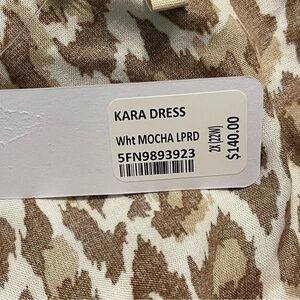 KARA DRESS
Wht MOCHA LPRD
5FN9893923
2X (22W)
$140.00